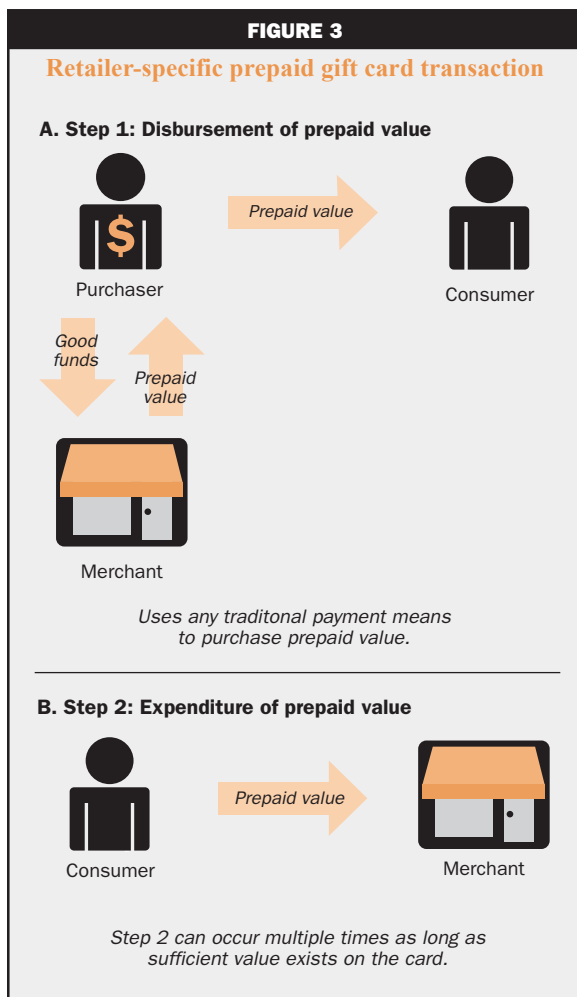 FIGURE 3
Retailer-specific prepaid gift card transaction
A. Step 1: Disbursement of prepaid value
$
Prepaid value
Purchaser
Consumer
Good
funds
Prepaid
value
Merchant
Uses any traditonal payment means
to purchase prepaid value.
B. Step 2: Expenditure of prepaid value
Prepaid value
Consumer
Merchant
Step 2 can occur multiple times as long as
sufficient value exists on the card.